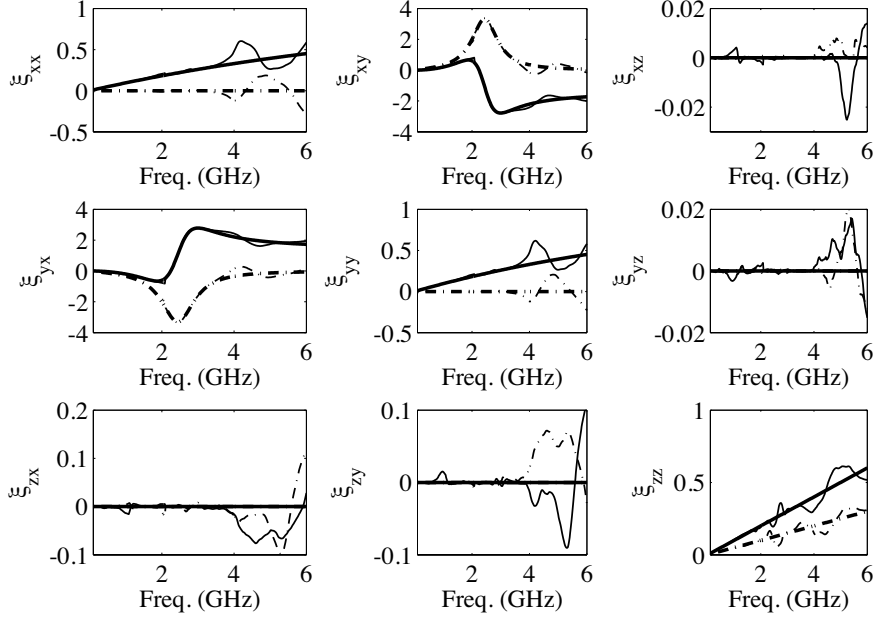 1
0.5
0
-0.5
2 4 6
Freq. (GHz)
ξxx
4
2
0
-2
-4
2 4 6
Freq. (GHz)
ξxy
0.02
0
-0.02
2 4 6
Freq. (GHz)
ξxz
4
2
0
-2
-4
2 4 6
Freq. (GHz)
ξyx
1
0.5
0
-0.5
2 4 6
Freq. (GHz)
ξyy
0.02
0
-0.02
2 4 6
Freq. (GHz)
ξyz
0.2
0.1
0
-0.1
2 4 6
Freq. (GHz)
ξzx
0.1
0
0.1
2 4 6
Freq. (GHz)
ξzy
1
0.5
0
2 4 6
Freq. (GHz)
ξzz